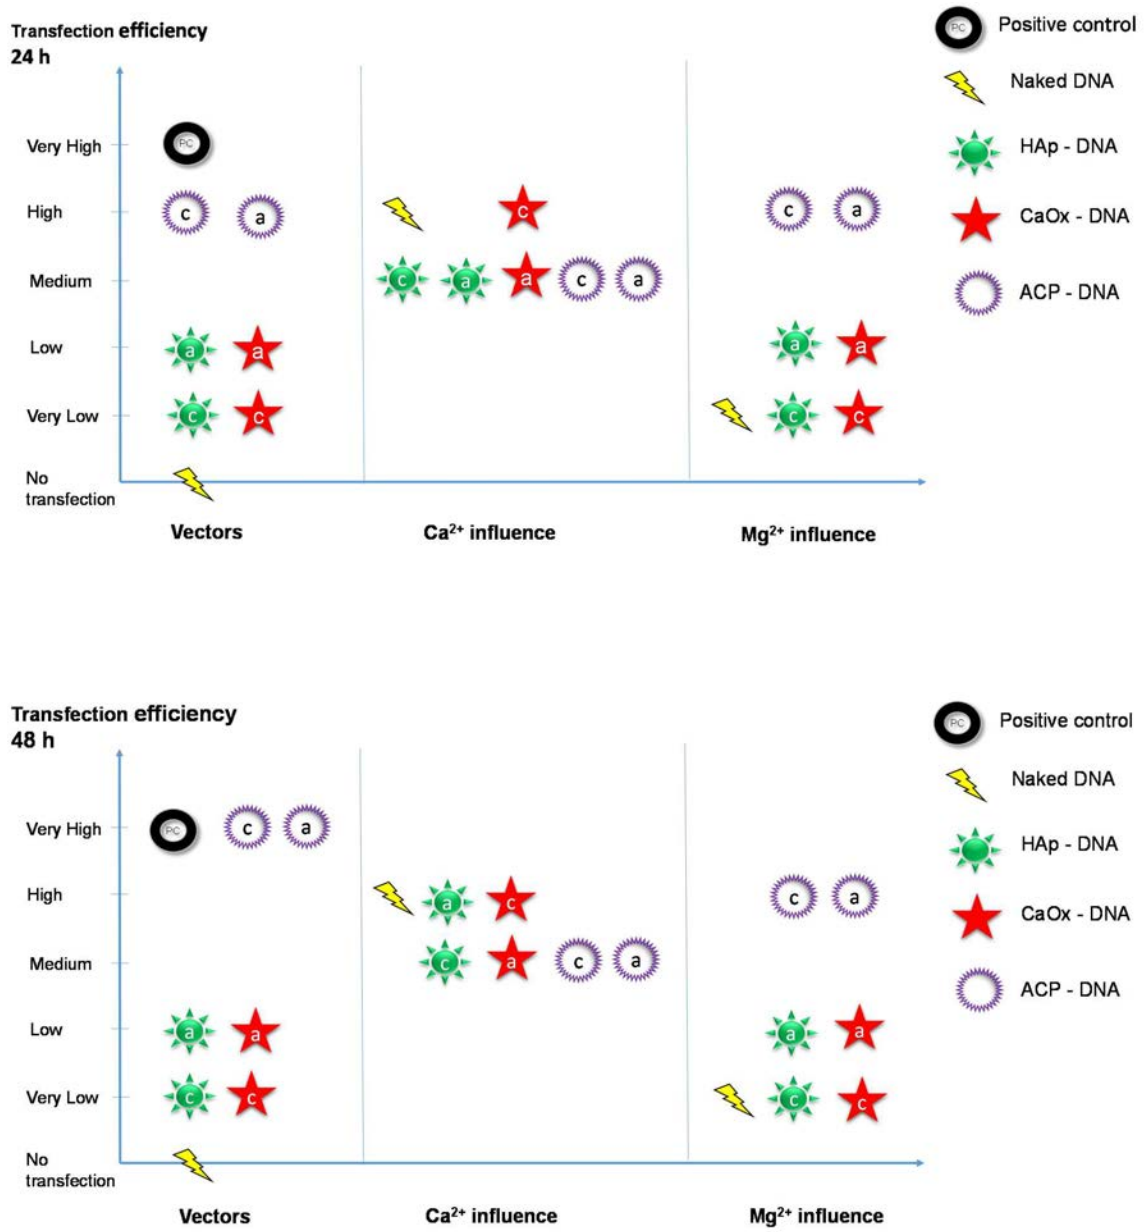 Transfection efficiency
24 h
PC Positive control
Naked DNA
HAp - DNA
CaOx - DNA
ACP - DNA
Very High PC
High c a c c a
Medium c a a c a
Low a a a a
Very Low c c c c
No
transfection
Vectors Ca²⁺ influence Mg²⁺ influence
Transfection efficiency
48 h
PC Positive control
Naked DNA
HAp - DNA
CaOx - DNA
ACP - DNA
Very High PC c a
High a c c a
Medium c a c a
Low a a a a
Very Low c c c c
No
transfection
Vectors Ca²⁺ influence Mg²⁺ influence